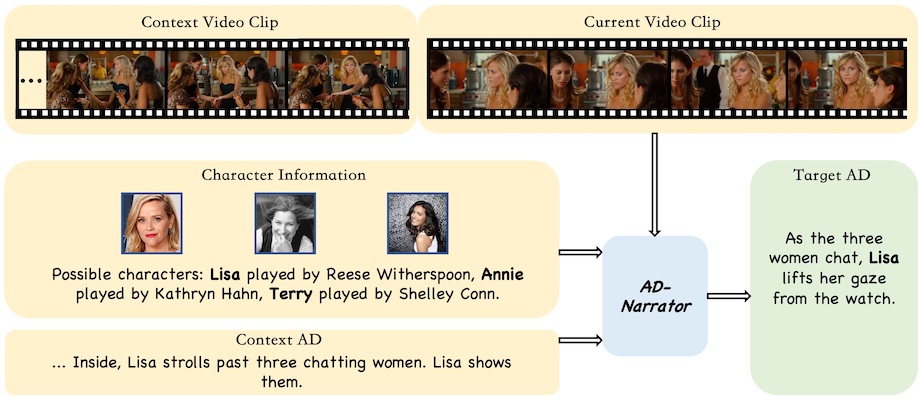 Context Video Clip
Current Video Clip
...
Character Information
Possible characters: Lisa played by Reese Witherspoon, Annie
played by Kathryn Hahn, Terry played by Shelley Conn.
Context AD
... Inside, Lisa strolls past three chatting women. Lisa shows
them.
AD-
Narrator
Target AD
As the three
women chat, Lisa
lifts her gaze
from the watch.